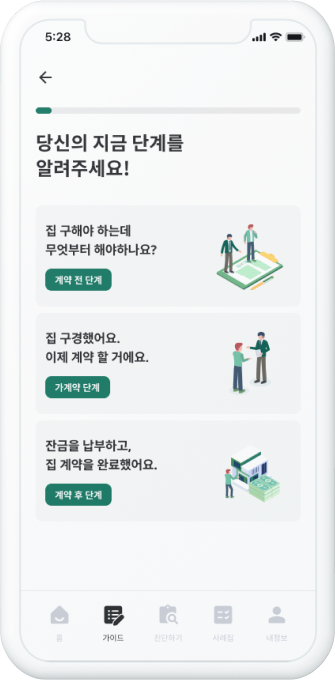 5:28
당신의 지금 단계를
알려주세요!
집 구해야 하는데
무엇부터 해야하나요?
계약 전 단계
집 구경했어요.
이제 계약 할 거에요.
가계약 단계
잔금을 납부하고,
집 계약을 완료했어요.
계약 후 단계
홈
가이드
진단하기
사례집
내정보